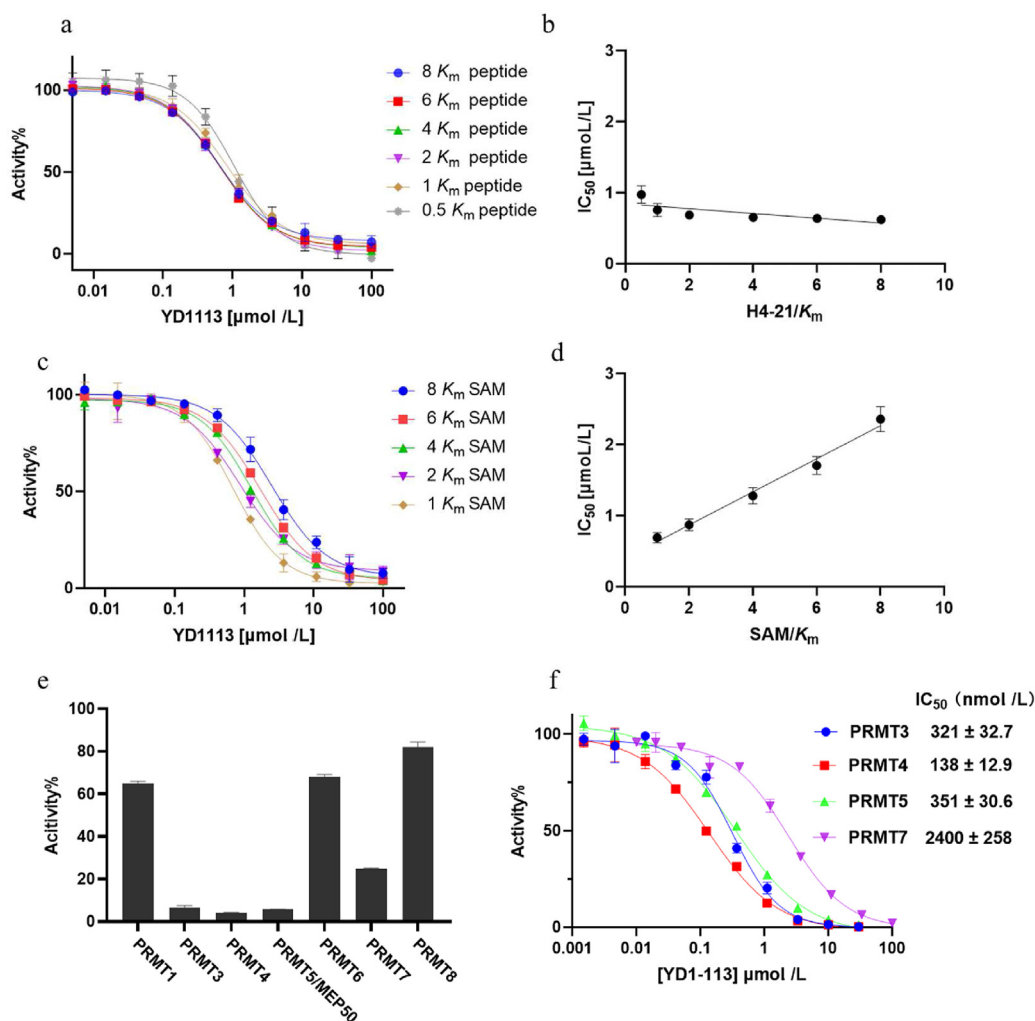 a
Activity%
100
50
0
0.01 0.1 1 10 100
YD1113 [μmol /L]
8 Km peptide
6 Km peptide
4 Km peptide
2 Km peptide
1 Km peptide
0.5 Km peptide
b
IC50 [μmoL/L]
3
2
1
0
0 2 4 6 8 10
H4-21/Km
c
Activity%
100
50
0
0.01 0.1 1 10 100
YD1113 [μmol /L]
8 Km SAM
6 Km SAM
4 Km SAM
2 Km SAM
1 Km SAM
d
IC50 [μmoL/L]
3
2
1
0
0 2 4 6 8 10
SAM/Km
e
Acitivity%
100
80
60
40
20
0
PRMT1
PRMT3
PRMT4
PRMT5/MEP50
PRMT6
PRMT7
PRMT8
f
Activity%
100
50
0
0.001 0.01 0.1 1 10 100
[YD1-113] μmol /L
IC50 (nmol /L)
PRMT3 321 ± 32.7
PRMT4 138 ± 12.9
PRMT5 351 ± 30.6
PRMT7 2400 ± 258